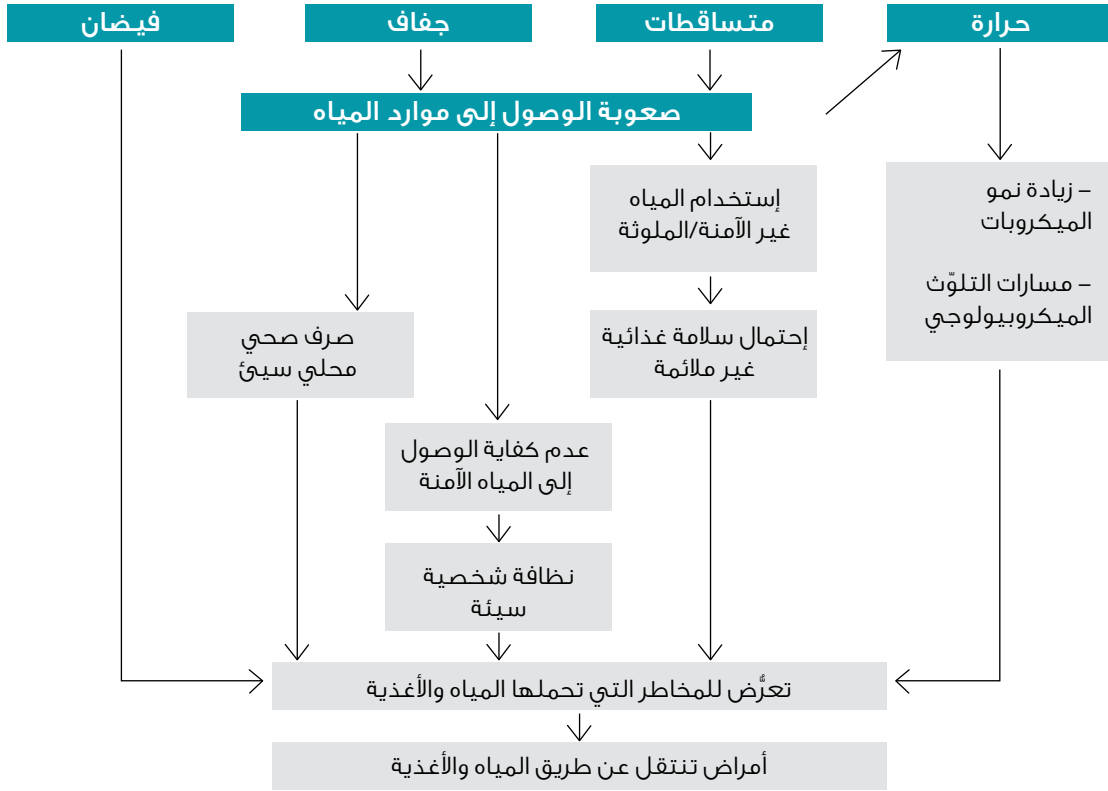 حرارة
متساقطات
جفاف
فيضان
صعوبة الوصول إلى موارد المياه
– زيادة نمو
الميكروبات
– مسارات التلوّث
الميكروبيولوجي
إستخدام المياه
غير الآمنة/الملوثة
إحتمال سلامة غذائية
غير ملائمة
صرف صحي
محلي سيئ
عدم كفاية الوصول
إلى المياه الآمنة
نظافة شخصية
سيئة
تعرُّض للمخاطر التي تحملها المياه والأغذية
أمراض تنتقل عن طريق المياه والأغذية